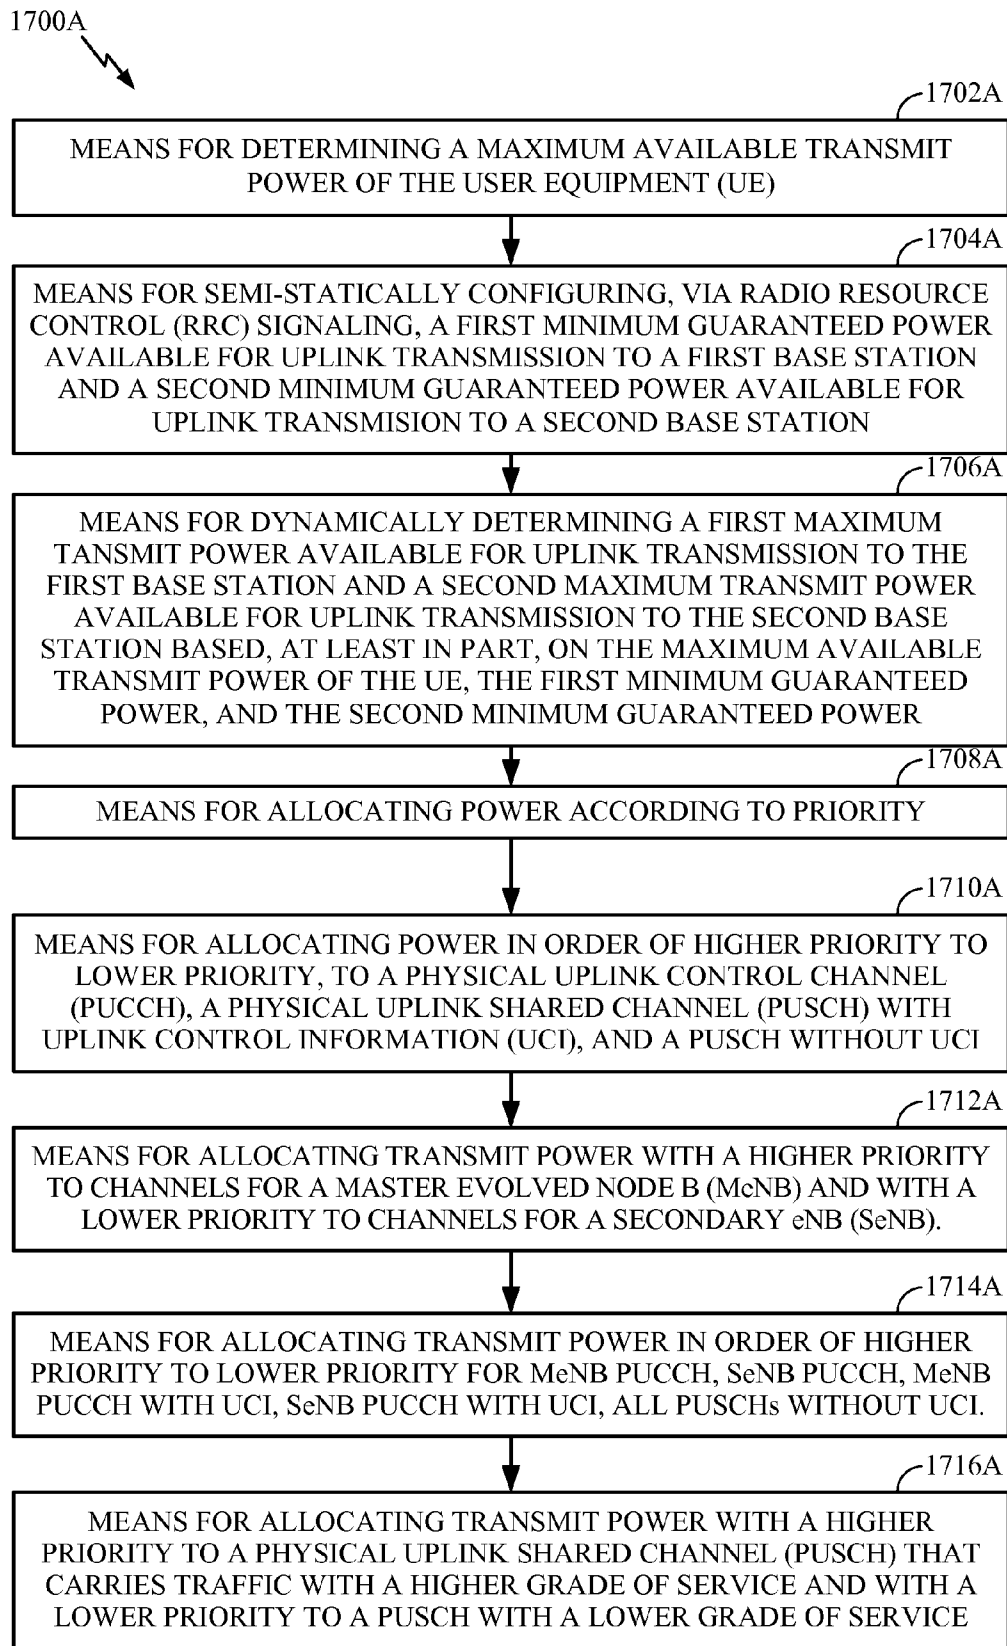 1700A
1702A
MEANS FOR DETERMINING A MAXIMUM AVAILABLE TRANSMIT
POWER OF THE USER EQUIPMENT (UE)
1704A
MEANS FOR SEMI-STATICALLY CONFIGURING, VIA RADIO RESOURCE
CONTROL (RRC) SIGNALING, A FIRST MINIMUM GUARANTEED POWER
AVAILABLE FOR UPLINK TRANSMISSION TO A FIRST BASE STATION
AND A SECOND MINIMUM GUARANTEED POWER AVAILABLE FOR
UPLINK TRANSMISION TO A SECOND BASE STATION
1706A
MEANS FOR DYNAMICALLY DETERMINING A FIRST MAXIMUM
TANSMIT POWER AVAILABLE FOR UPLINK TRANSMISSION TO THE
FIRST BASE STATION AND A SECOND MAXIMUM TRANSMIT POWER
AVAILABLE FOR UPLINK TRANSMISSION TO THE SECOND BASE
STATION BASED, AT LEAST IN PART, ON THE MAXIMUM AVAILABLE
TRANSMIT POWER OF THE UE, THE FIRST MINIMUM GUARANTEED
POWER, AND THE SECOND MINIMUM GUARANTEED POWER
1708A
MEANS FOR ALLOCATING POWER ACCORDING TO PRIORITY
1710A
MEANS FOR ALLOCATING POWER IN ORDER OF HIGHER PRIORITY TO
LOWER PRIORITY, TO A PHYSICAL UPLINK CONTROL CHANNEL
(PUCCH), A PHYSICAL UPLINK SHARED CHANNEL (PUSCH) WITH
UPLINK CONTROL INFORMATION (UCI), AND A PUSCH WITHOUT UCI
1712A
MEANS FOR ALLOCATING TRANSMIT POWER WITH A HIGHER PRIORITY
TO CHANNELS FOR A MASTER EVOLVED NODE B (MeNB) AND WITH A
LOWER PRIORITY TO CHANNELS FOR A SECONDARY eNB (SeNB).
1714A
MEANS FOR ALLOCATING TRANSMIT POWER IN ORDER OF HIGHER
PRIORITY TO LOWER PRIORITY FOR MeNB PUCCH, SeNB PUCCH, MeNB
PUCCH WITH UCI, SeNB PUCCH WITH UCI, ALL PUSCHs WITHOUT UCI.
1716A
MEANS FOR ALLOCATING TRANSMIT POWER WITH A HIGHER
PRIORITY TO A PHYSICAL UPLINK SHARED CHANNEL (PUSCH) THAT
CARRIES TRAFFIC WITH A HIGHER GRADE OF SERVICE AND WITH A
LOWER PRIORITY TO A PUSCH WITH A LOWER GRADE OF SERVICE